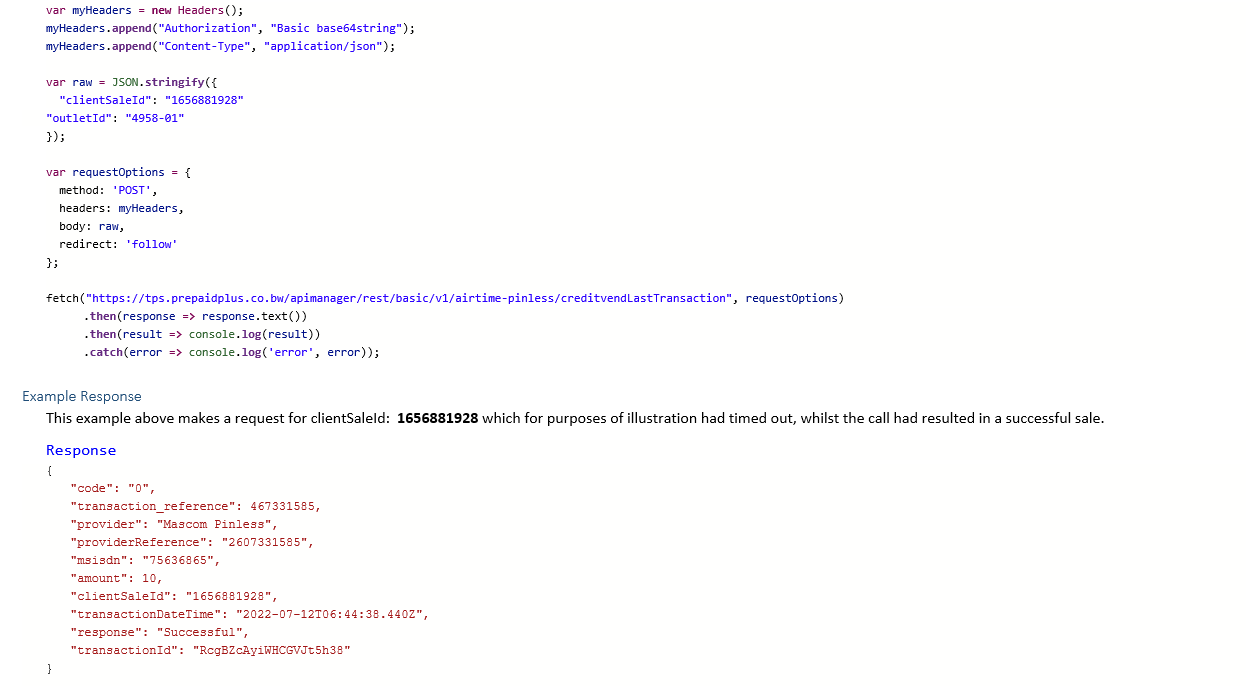 var myHeaders = new Headers();
myHeaders.append("Authorization", "Basic base64string");
myHeaders.append("Content-Type", "application/json");
var raw = JSON.stringify({
"clientSaleId": "1656881928"
"outletId": "4958-01"
});
var requestOptions = {
method: 'POST',
headers: myHeaders,
body: raw,
redirect: 'follow'
};
fetch("https://tps.prepaidplus.co.bw/apimanager/rest/basic/v1/airtime-pinless/creditvendLastTransaction", requestOptions)
.then(response => response.text())
.then(result => console.log(result))
.catch(error => console.log('error', error));
Example Response
This example above makes a request for clientSaleId: 1656881928 which for purposes of illustration had timed out, whilst the call had resulted in a successful sale.
Response
{
"code": "0",
"transaction_reference": 467331585,
"provider": "Mascom Pinless",
"providerReference": "2607331585",
"msisdn": "75636865",
"amount": 10,
"clientSaleId": "1656881928",
"transactionDateTime": "2022-07-12T06:44:38.440Z",
"response": "Successful",
"transactionId": "RcgBZcAyiWHCGVJt5h38"
}